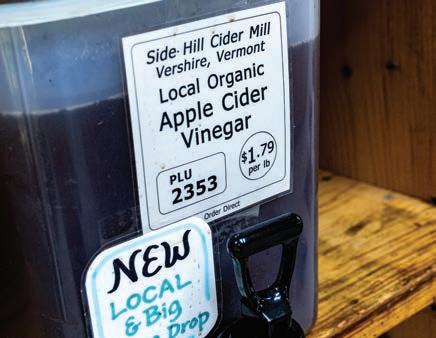 Side Hill Cider Mill
Vershire, Vermont
Local Organic
Apple Cider
Vinegar
$1.79
per lb
PLU
2353
Order Direct
NEW
LOCAL
& Big
Drop